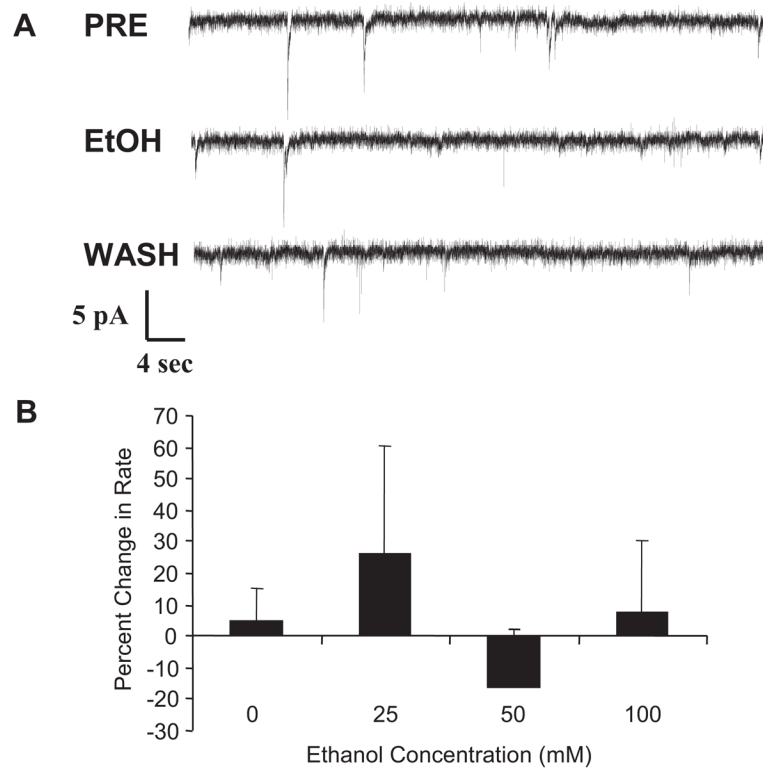 A PRE
EtOH
WASH
5 pA
4 sec
B
Percent Change in Rate
70
60
50
40
30
20
10
0
-10
-20
-30
0 25 50 100
Ethanol Concentration (mM)